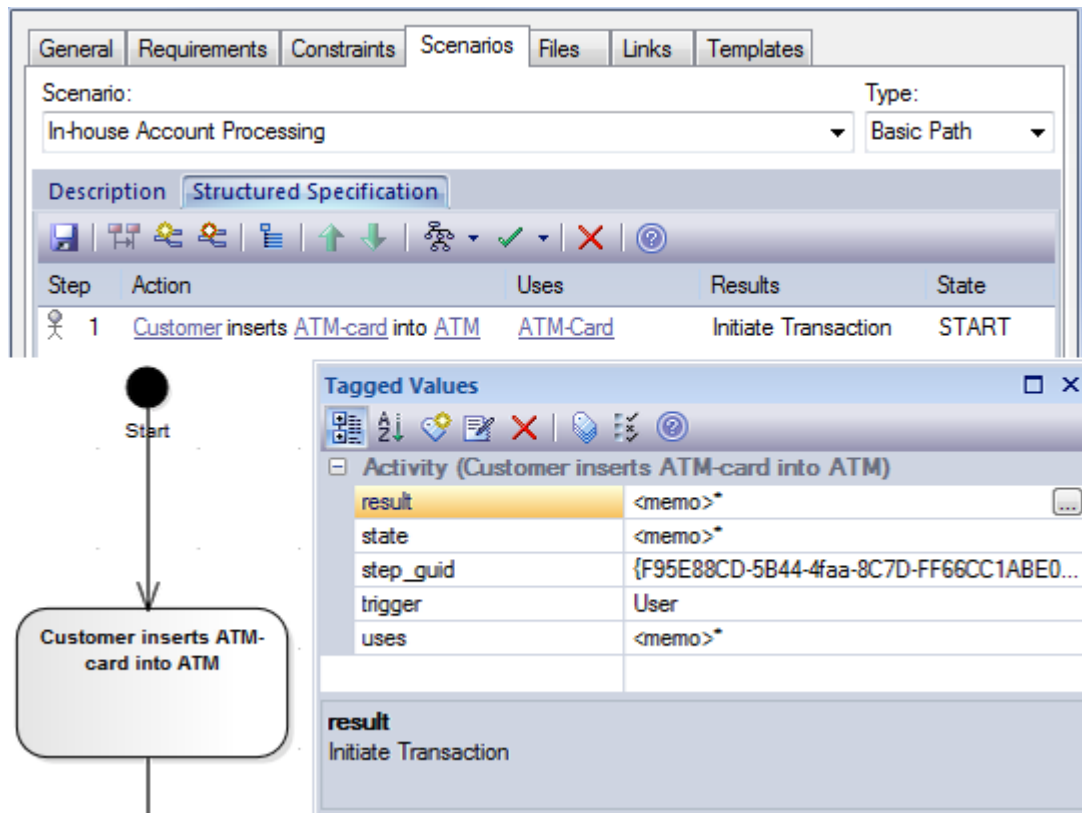 General Requirements Constraints Scenarios Files Links Templates
Scenario: Type:
In-house Account Processing Basic Path
Description Structured Specification
Step Action Uses Results State
1 Customer inserts ATM-card into ATM ATM-Card Initiate Transaction START
Start
Customer inserts ATM-
card into ATM
Tagged Values
Activity (Customer inserts ATM-card into ATM)
result <memo>*
state <memo>*
step_guid {F95E88CD-5B44-4faa-8C7D-FF66CC1ABE0...
trigger User
uses <memo>*
result
Initiate Transaction